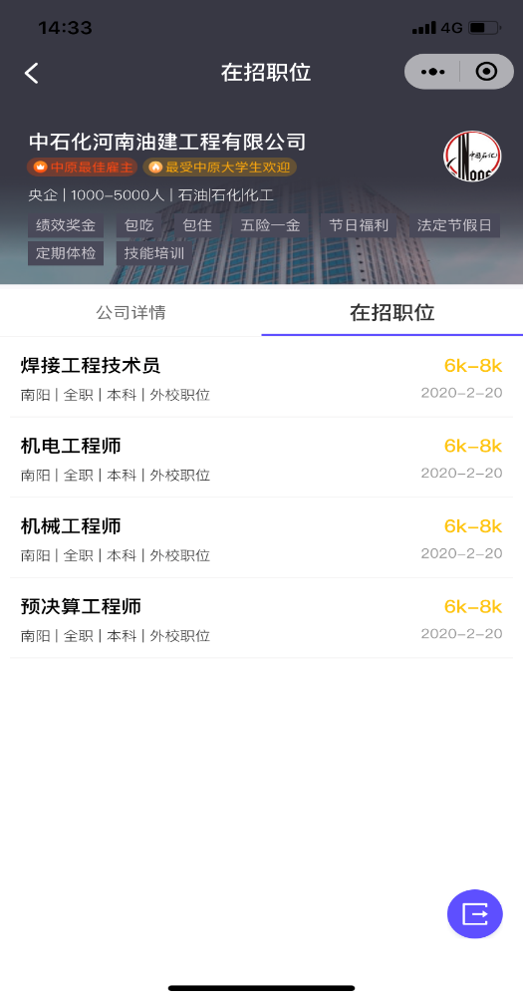 14:33
4G
在招职位
中石化河南油建工程有限公司
中原最佳雇主 最受中原大学生欢迎
央企 | 1000-5000人 | 石油|石化|化工
绩效奖金 包吃 包住 五险一金 节日福利 法定节假日
定期体检 技能培训
公司详情 在招职位
焊接工程技术员 6k-8k
南阳 | 全职 | 本科 | 外校职位 2020-2-20
机电工程师 6k-8k
南阳 | 全职 | 本科 | 外校职位 2020-2-20
机械工程师 6k-8k
南阳 | 全职 | 本科 | 外校职位 2020-2-20
预决算工程师 6k-8k
南阳 | 全职 | 本科 | 外校职位 2020-2-20